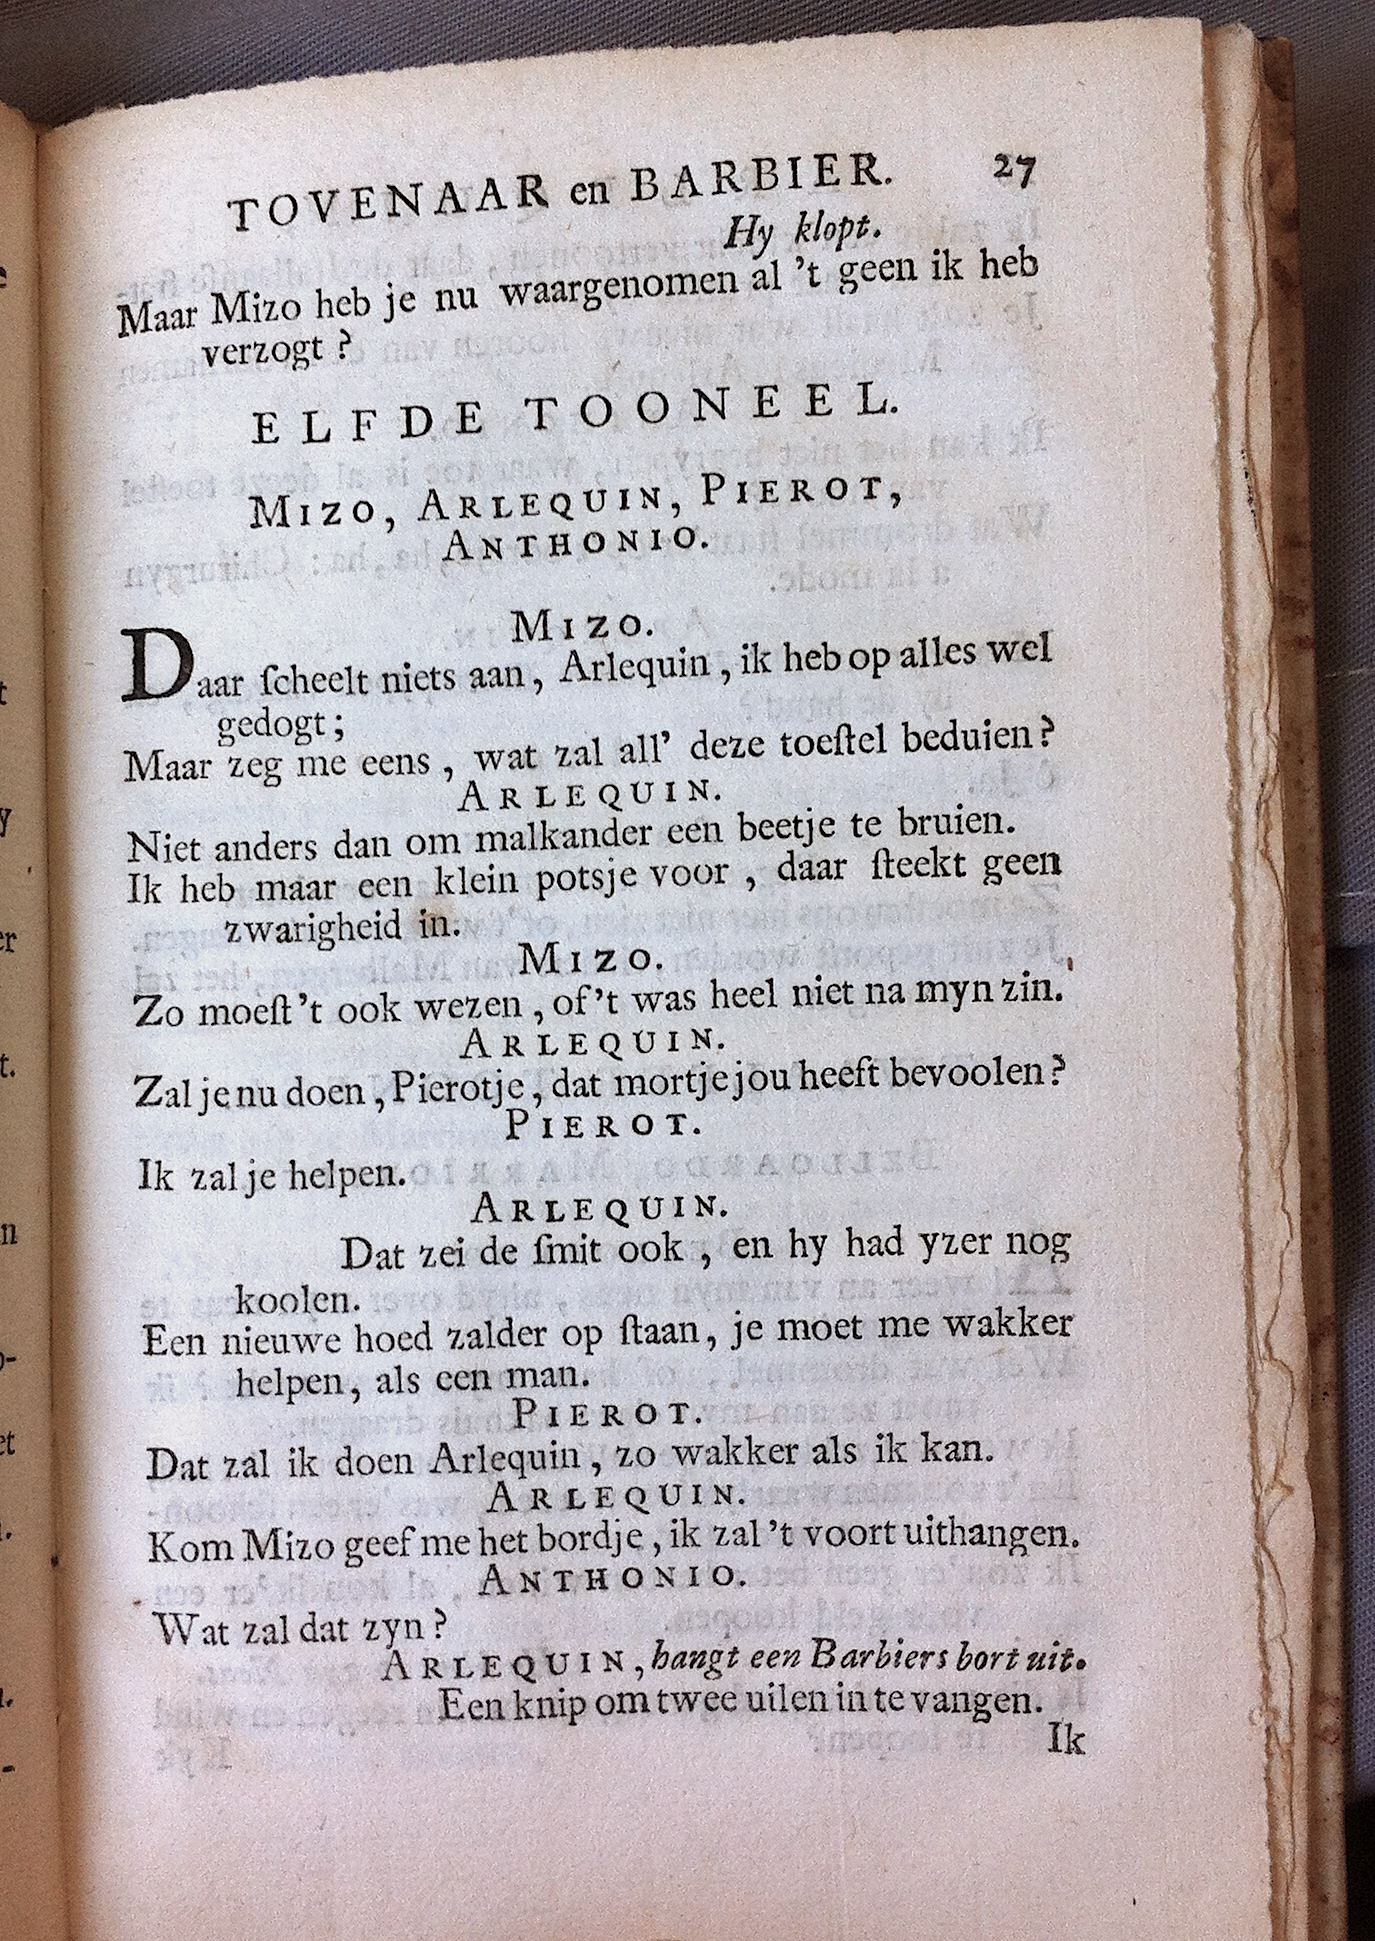 TOVENAAR en BARBIER. 27
Hy klopt.
Maar Mizo heb je nu waargenomen al 't geen ik heb
verzogt?
ELFDE TOONEEL.
MIZO, ARLEQUIN, PIEROT,
ANTHONIO.
MIZO.
Daar ſcheelt niets aan, Arlequin, ik heb op alles wel
gedogt;
Maar zeg me eens, wat zal all' deze toeſtel beduien?
ARLEQUIN.
Niet anders dan om malkander een beetje te bruien.
Ik heb maar een klein potsje voor, daar ſteekt geen
zwarigheid in.
MIZO.
Zo moeſt 't ook wezen, of 't was heel niet na myn zin.
ARLEQUIN.
Zal je nu doen, Pierotje, dat mortje jou heeft bevoolen?
PIEROT.
Ik zal je helpen.
ARLEQUIN.
Dat zei de ſmit ook, en hy had yzer nog
koolen.
Een nieuwe hoed zalder op ſtaan, je moet me wakker
helpen, als een man.
PIEROT.
Dat zal ik doen Arlequin, zo wakker als ik kan.
ARLEQUIN.
Kom Mizo geef me het bordje, ik zal 't voort uithangen.
ANTHONIO.
Wat zal dat zyn?
ARLEQUIN, hangt een Barbiers bort uit.
Een knip om twee uilen in te vangen.
Ik